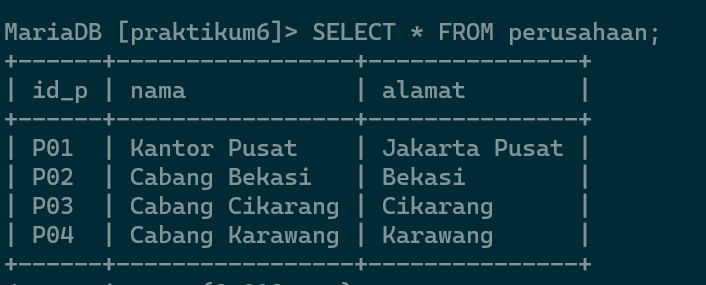 MariaDB [praktikum6]> SELECT * FROM perusahaan;
+------+-----------------+---------------+
| id_p | nama            | alamat        |
+------+-----------------+---------------+
| P01  | Kantor Pusat    | Jakarta Pusat |
| P02  | Cabang Bekasi   | Bekasi        |
| P03  | Cabang Cikarang | Cikarang      |
| P04  | Cabang Karawang | Karawang      |
+------+-----------------+---------------+